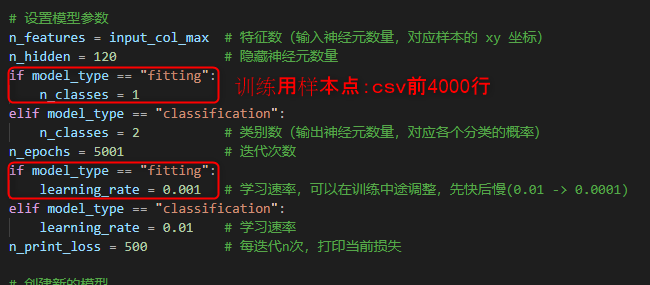 # 设置模型参数
n_features = input_col_max  # 特征数（输入神经元数量，对应样本的 xy 坐标）
n_hidden = 120              # 隐藏神经元数量
if model_type == "fitting":
    n_classes = 1
训练用样本点:csv前4000行
elif model_type == "classification":
    n_classes = 2           # 类别数（输出神经元数量，对应各个分类的概率）
n_epochs = 5001             # 迭代次数
if model_type == "fitting":
    learning_rate = 0.001   # 学习速率，可以在训练中途调整，先快后慢(0.01 -> 0.0001)
elif model_type == "classification":
    learning_rate = 0.01    # 学习速率
n_print_loss = 500          # 每迭代n次，打印当前损失
# 创建新的模型